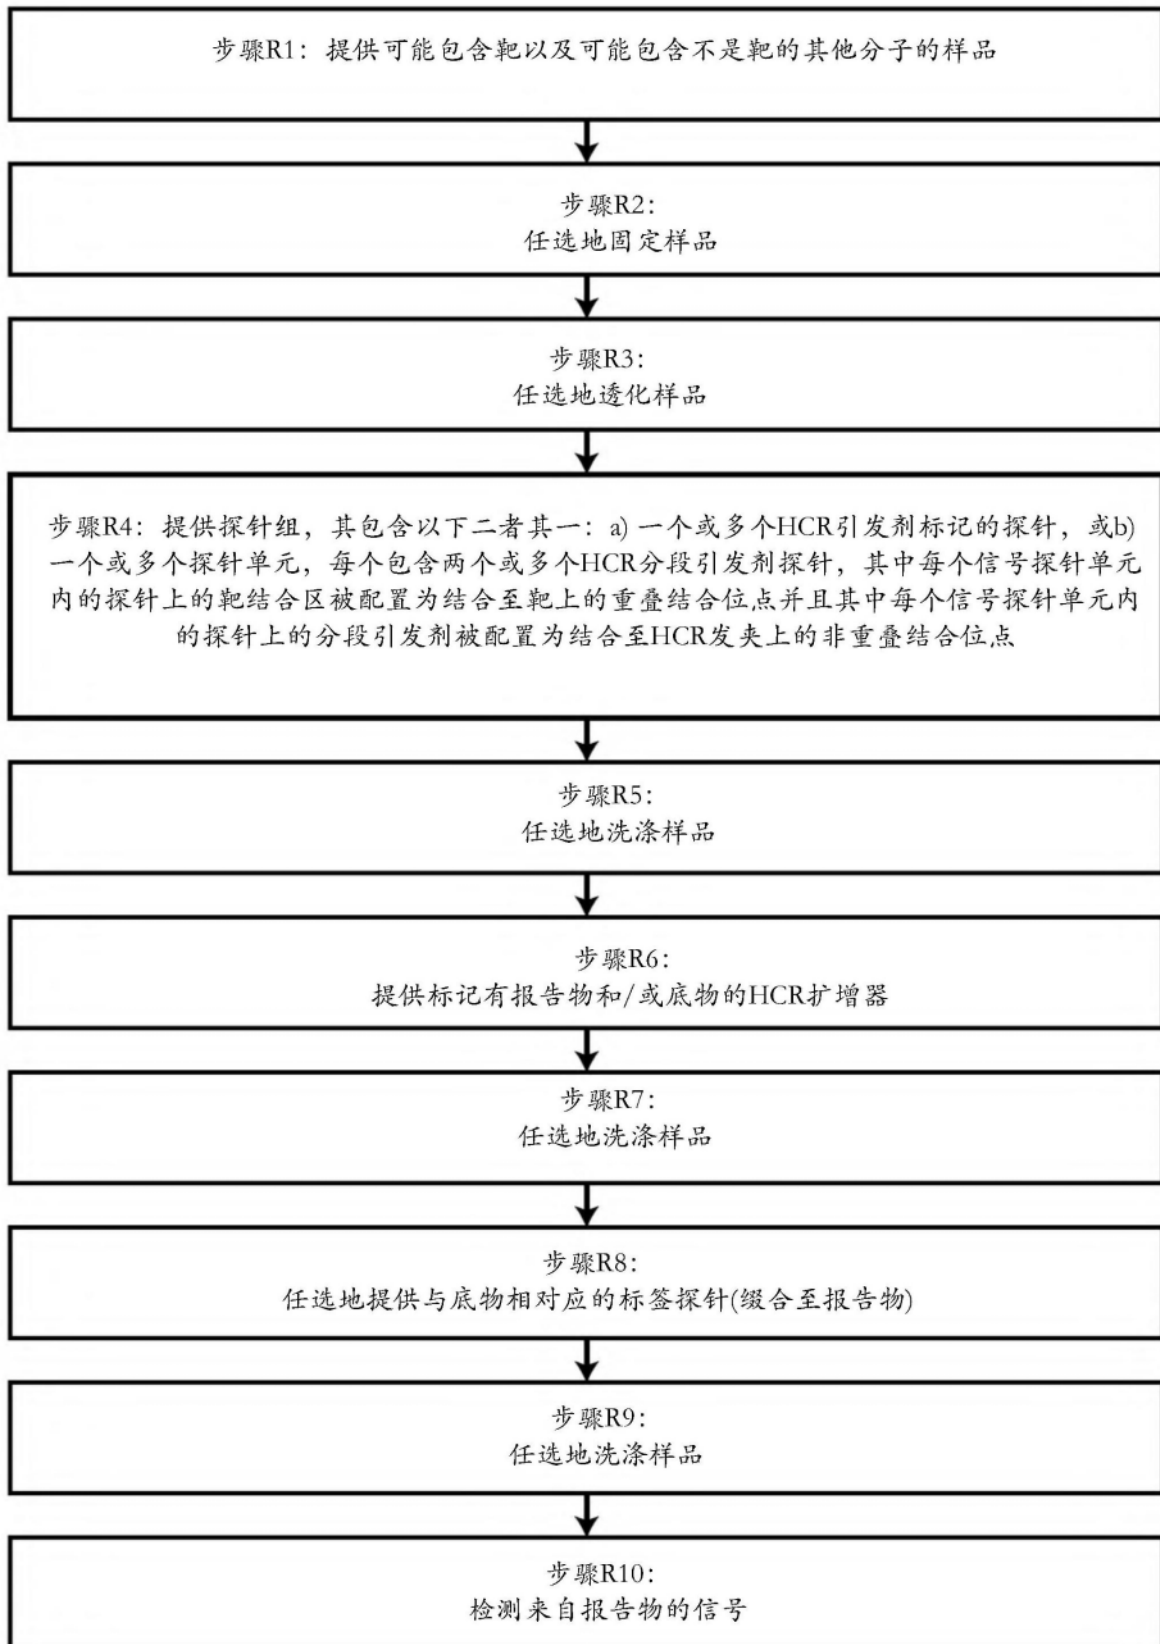 步骤R1：提供可能包含靶以及可能包含不是靶的其他分子的样品
步骤R2：
任选地固定样品
步骤R3：
任选地透化样品
步骤R4：提供探针组，其包含以下二者其一：a) 一个或多个HCR引发剂标记的探针，或b)
一个或多个探针单元，每个包含两个或多个HCR分段引发剂探针，其中每个信号探针单元
内的探针上的靶结合区被配置为结合至靶上的重叠结合位点并且其中每个信号探针单元内
的探针上的分段引发剂被配置为结合至HCR发夹上的非重叠结合位点
步骤R5：
任选地洗涤样品
步骤R6：
提供标记有报告物和/或底物的HCR扩增器
步骤R7：
任选地洗涤样品
步骤R8：
任选地提供与底物相对应的标签探针(缀合至报告物)
步骤R9：
任选地洗涤样品
步骤R10：
检测来自报告物的信号